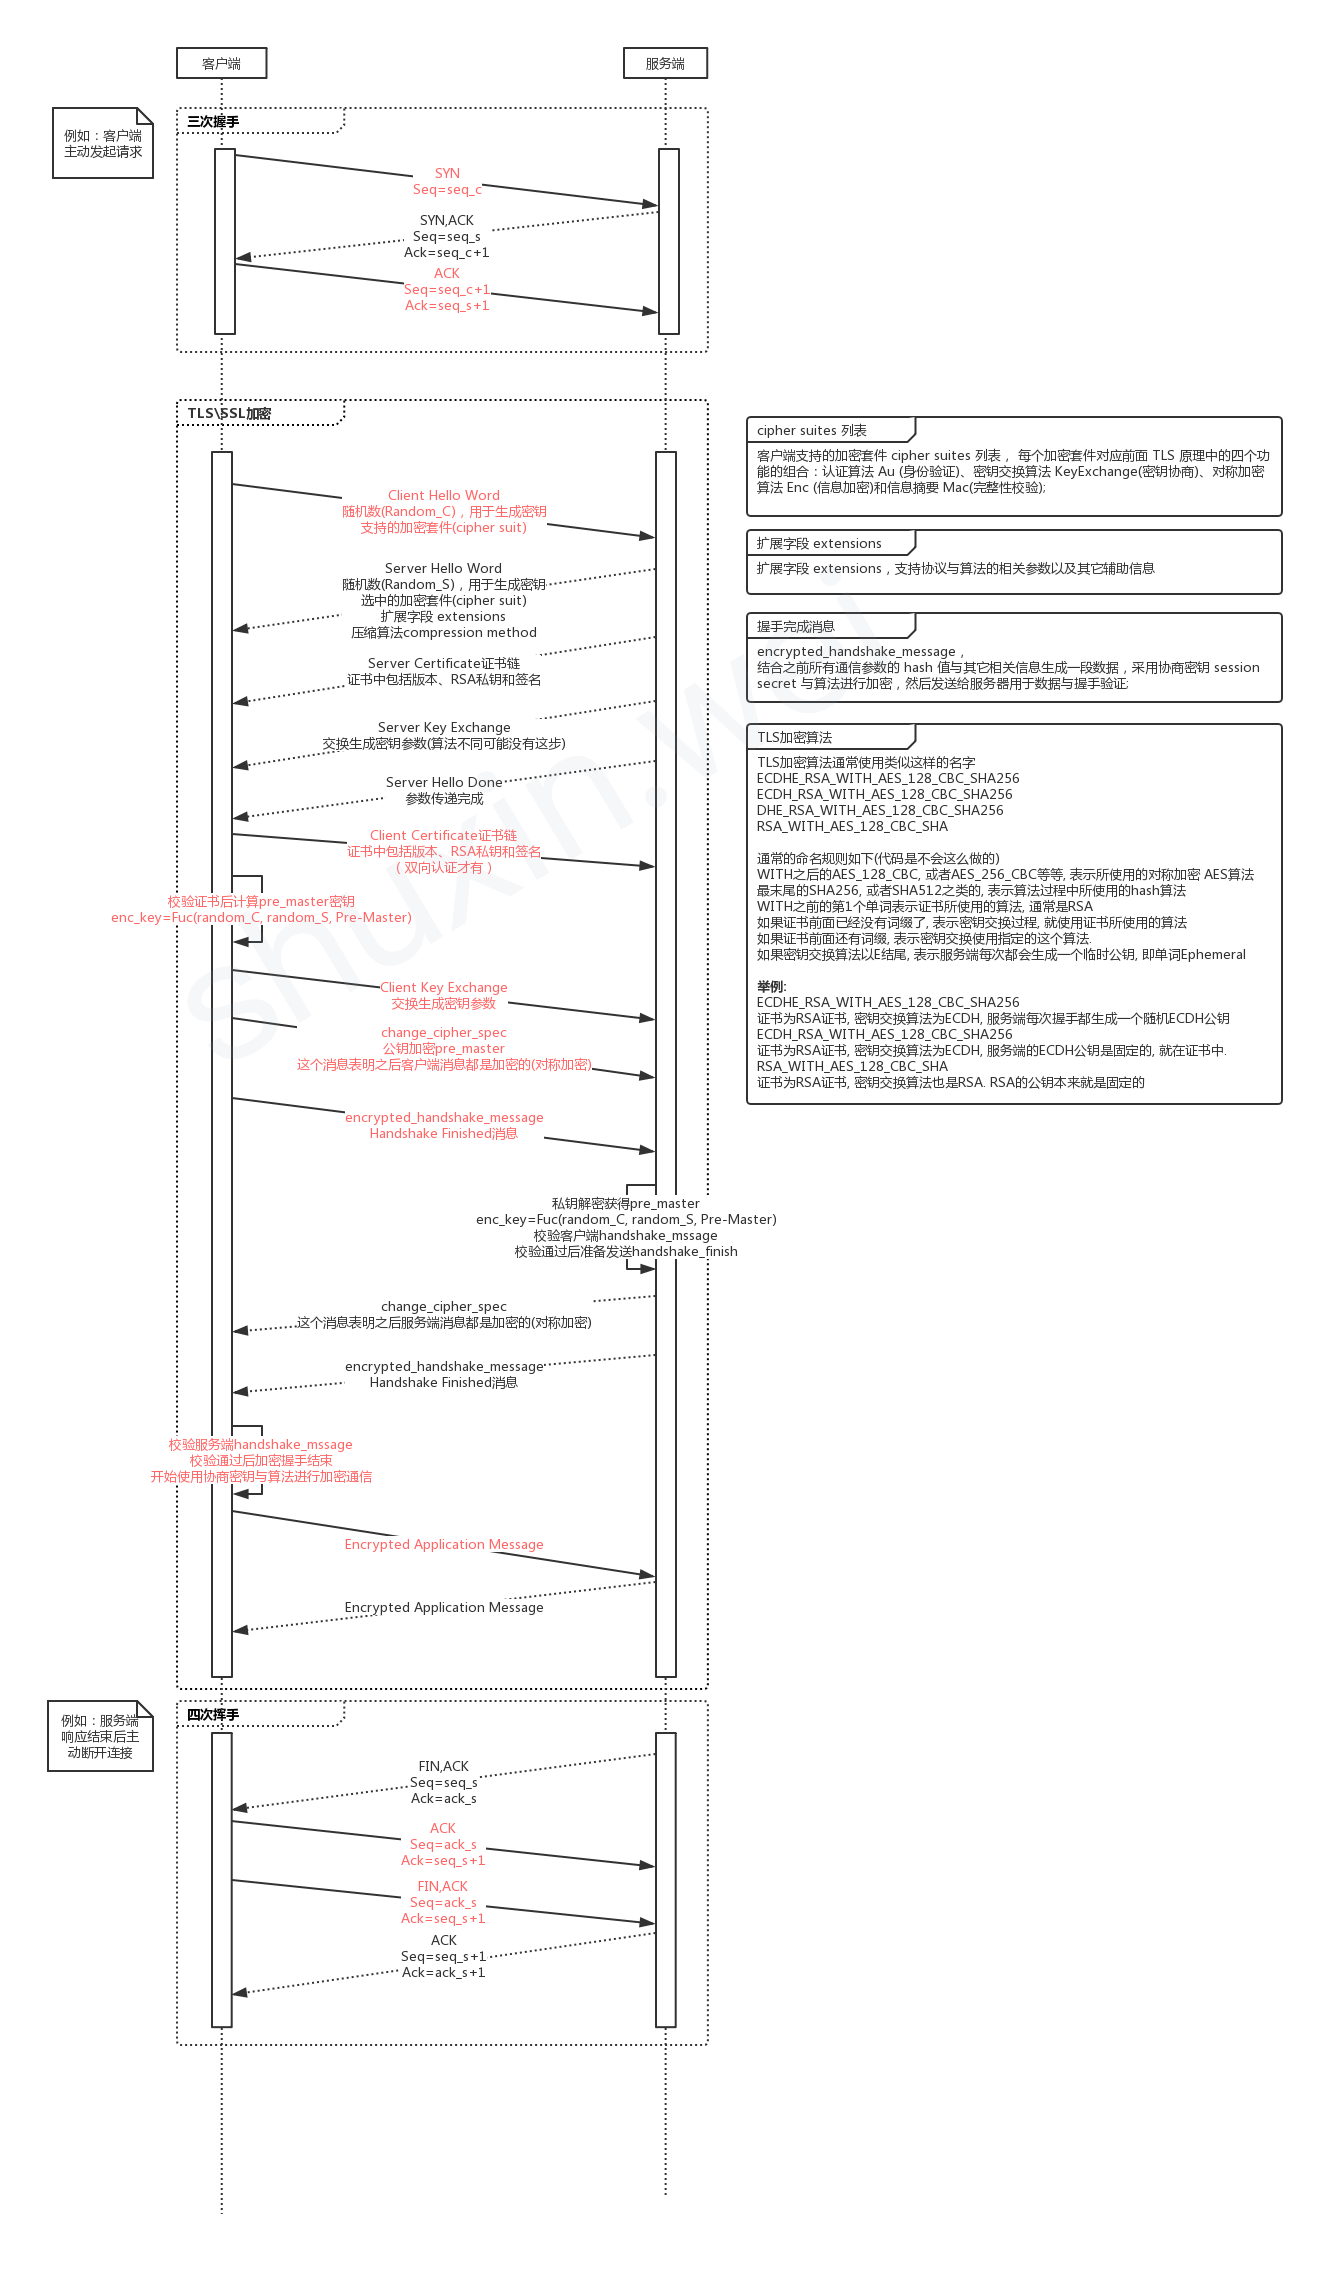 客户端
服务端
例如：客户端
主动发起请求
三次握手
SYN
Seq=seq_c
SYN,ACK
Seq=seq_s
Ack=seq_c+1
ACK
Seq=seq_c+1
Ack=seq_s+1
TLS\SSL加密
Client Hello Word
随机数(Random_C)，用于生成密钥
支持的加密套件(cipher suit)
Server Hello Word
随机数(Random_S)，用于生成密钥
选中的加密套件(cipher suit)
扩展字段 extensions
压缩算法compression method
Server Certificate证书链
证书中包括版本、RSA私钥和签名
Server Key Exchange
交换生成密钥参数(算法不同可能没有这步)
Server Hello Done
参数传递完成
Client Certificate证书链
证书中包括版本、RSA私钥和签名
（双向认证才有）
校验证书后计算pre_master密钥
enc_key=Fuc(random_C, random_S, Pre-Master)
Client Key Exchange
交换生成密钥参数
change_cipher_spec
公钥加密pre_master
这个消息表明之后客户端消息都是加密的(对称加密)
encrypted_handshake_message
Handshake Finished消息
私钥解密获得pre_master
enc_key=Fuc(random_C, random_S, Pre-Master)
校验客户端handshake_mssage
校验通过后准备发送handshake_finish
change_cipher_spec
这个消息表明之后服务端消息都是加密的(对称加密)
encrypted_handshake_message
Handshake Finished消息
校验服务端handshake_mssage
校验通过后加密握手结束
开始使用协商密钥与算法进行加密通信
Encrypted Application Message
Encrypted Application Message
cipher suites 列表
客户端支持的加密套件 cipher suites 列表， 每个加密套件对应前面 TLS 原理中的四个功
能的组合：认证算法 Au (身份验证)、密钥交换算法 KeyExchange(密钥协商)、对称加密
算法 Enc (信息加密)和信息摘要 Mac(完整性校验);
扩展字段 extensions
扩展字段 extensions，支持协议与算法的相关参数以及其它辅助信息
握手完成消息
encrypted_handshake_message，
结合之前所有通信参数的 hash 值与其它相关信息生成一段数据，采用协商密钥 session
secret 与算法进行加密，然后发送给服务器用于数据与握手验证;
TLS加密算法
TLS加密算法通常使用类似这样的名字
ECDHE_RSA_WITH_AES_128_CBC_SHA256
ECDH_RSA_WITH_AES_128_CBC_SHA256
DHE_RSA_WITH_AES_128_CBC_SHA256
RSA_WITH_AES_128_CBC_SHA
通常的命名规则如下(代码是不会这么做的)
WITH之后的AES_128_CBC, 或者AES_256_CBC等等, 表示所使用的对称加密 AES算法
最末尾的SHA256, 或者SHA512之类的, 表示算法过程中所使用的hash算法
WITH之前的第1个单词表示证书所使用的算法, 通常是RSA
如果证书前面已经没有词缀了, 表示密钥交换过程, 就使用证书所使用的算法
如果证书前面还有词缀, 表示密钥交换使用指定的这个算法.
如果密钥交换算法以E结尾, 表示服务端每次都会生成一个临时公钥, 即单词Ephemeral
举例:
ECDHE_RSA_WITH_AES_128_CBC_SHA256
证书为RSA证书, 密钥交换算法为ECDH, 服务端每次握手都生成一个随机ECDH公钥
ECDH_RSA_WITH_AES_128_CBC_SHA256
证书为RSA证书, 密钥交换算法为ECDH, 服务端的ECDH公钥是固定的, 就在证书中.
RSA_WITH_AES_128_CBC_SHA
证书为RSA证书, 密钥交换算法也是RSA. RSA的公钥本来就是固定的
例如：服务端
响应结束后主
动断开连接
四次挥手
FIN,ACK
Seq=seq_s
Ack=ack_s
ACK
Seq=ack_s
Ack=seq_s+1
FIN,ACK
Seq=ack_s
Ack=seq_s+1
ACK
Seq=seq_s+1
Ack=ack_s+1
shuxin.wei